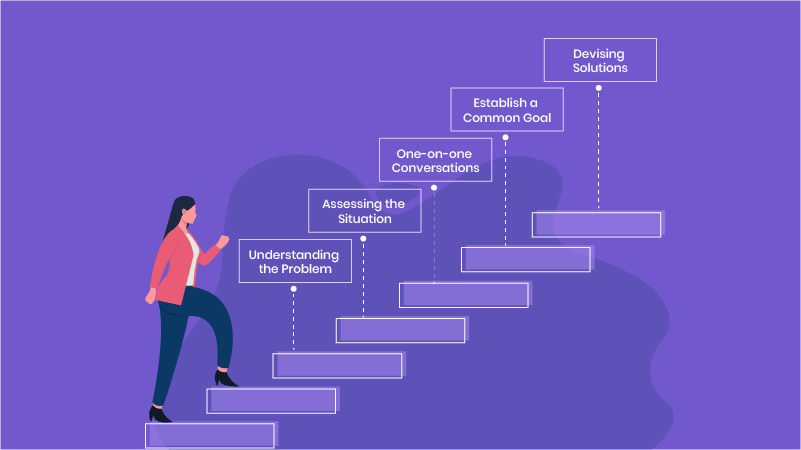 Devising
Solutions
Establish a
Common Goal
One-on-one
Conversations
Assessing the
Situation
Understanding
the Problem